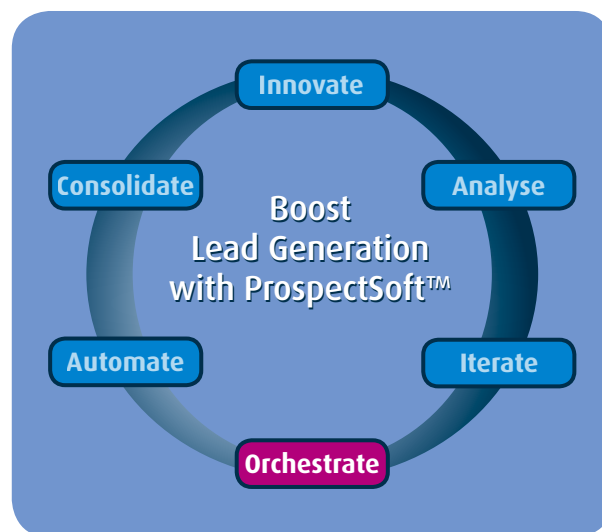 Innovate
Consolidate
Analyse
Boost
Lead Generation
with ProspectSoft™
Automate
Iterate
Orchestrate